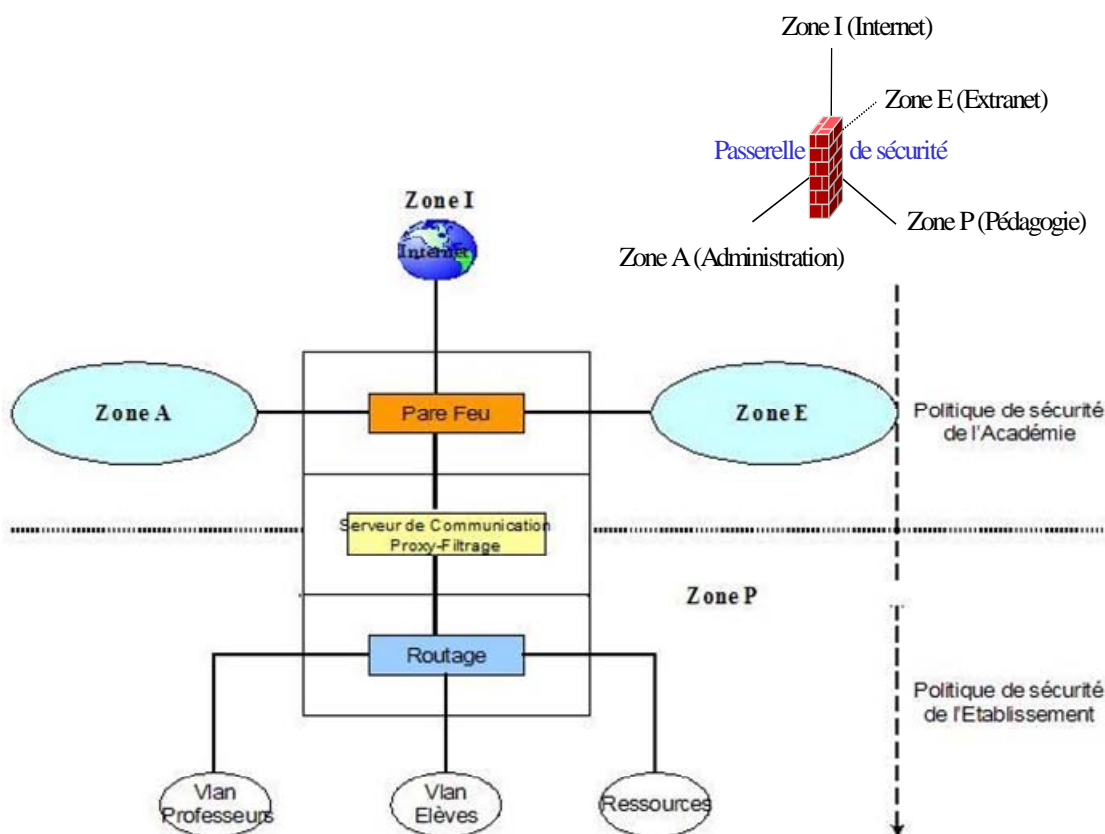 Zone I (Internet)
Zone E (Extranet)
Passerelle de sécurité
Zone P (Pédagogie)
Zone A (Administration)
Zone I
Internet
Zone A
Pare Feu
Zone E
Politique de sécurité
de l'Académie
Serveur de Communication
Proxy-Filtrage
Zone P
Routage
Politique de sécurité
de l'Etablissement
Vlan
Professeurs
Vlan
Elèves
Ressources